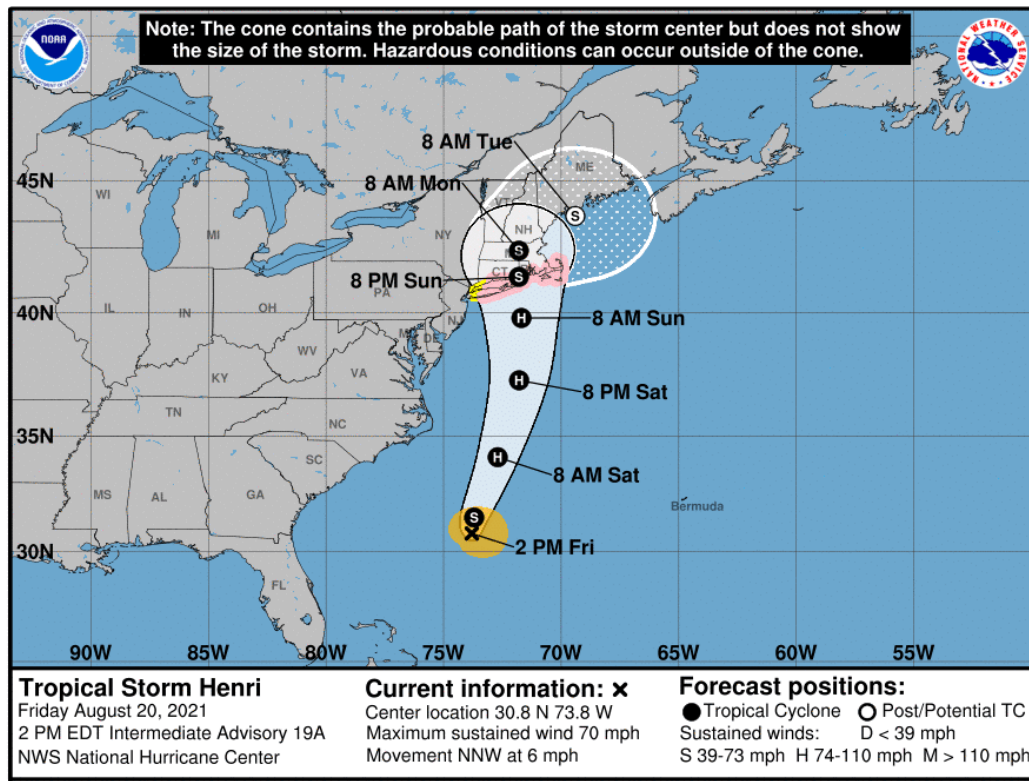 Note: The cone contains the probable path of the storm center but does not show
the size of the storm. Hazardous conditions can occur outside of the cone.
NOAA
NATIONAL WEATHER SERVICE
8 AM Tue
ME
45N
8 AM Mon
WI
VT
MI
NY
NH
CT
8 PM Sun
PA
40N
8 AM Sun
IL
IN
OH
NJ
DE
WV
KY
VA
8 PM Sat
TN
NC
35N
SC
8 AM Sat
MS
AL
GA
Bermuda
30N
2 PM Fri
FL
S
S
S
H
H
H
S
90W 85W 80W 75W 70W 65W 60W 55W
Tropical Storm Henri
Friday August 20, 2021
2 PM EDT Intermediate Advisory 19A
NWS National Hurricane Center
Current information: ×
Center location 30.8 N 73.8 W
Maximum sustained wind 70 mph
Movement NNW at 6 mph
Forecast positions:
● Tropical Cyclone ○ Post/Potential TC
Sustained winds: D < 39 mph
S 39-73 mph H 74-110 mph M > 110 mph